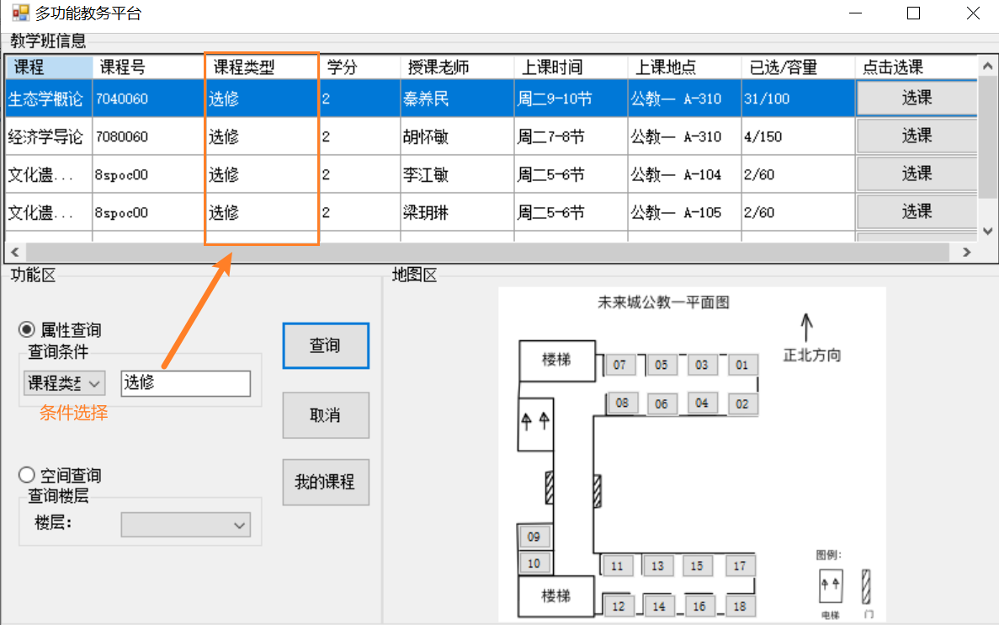 多功能教务平台
教学班信息
课程 课程号 课程类型 学分 授课老师 上课时间 上课地点 已选/容量 点击选课
生态学概论 7040060 选修 2 秦养民 周二9-10节 公教一 A-310 31/100 选课
经济学导论 7080060 选修 2 胡怀敏 周二7-8节 公教一 A-310 4/150 选课
文化遗... 8spoc00 选修 2 李江敏 周二5-6节 公教一 A-104 2/60 选课
文化遗... 8spoc00 选修 2 梁玥琳 周二5-6节 公教一 A-105 2/60 选课
功能区
属性查询
查询条件
课程类型 选修
条件选择
空间查询
查询楼层
楼层:
查询
取消
我的课程
地图区
未来城公教一平面图
正北方向
楼梯 07 05 03 01
08 06 04 02
09
10
11 13 15 17
楼梯 12 14 16 18
图例:
电梯 门